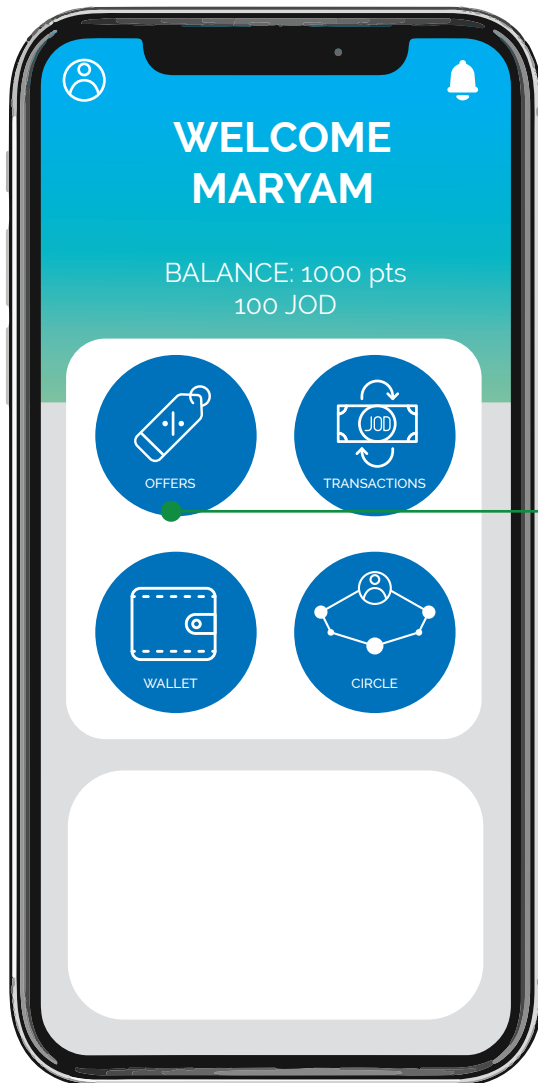 WELCOME
MARYAM
BALANCE: 1000 pts
100 JOD
JOD
OFFERS
TRANSACTIONS
WALLET
CIRCLE